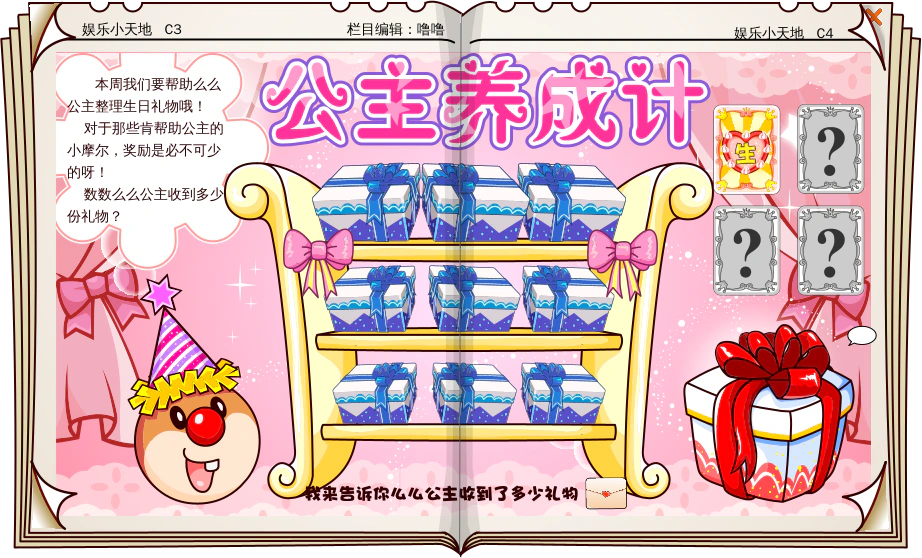 娱乐小天地 C3
栏目编辑：噜噜
娱乐小天地 C4
公主养成计
本周我们要帮助么么
公主整理生日礼物哦！
对于那些肯帮助公主的
小摩尔，奖励是必不可少
的呀！
数数么么公主收到多少
份礼物？
生
?
?
?
我来告诉你么么公主收到了多少礼物